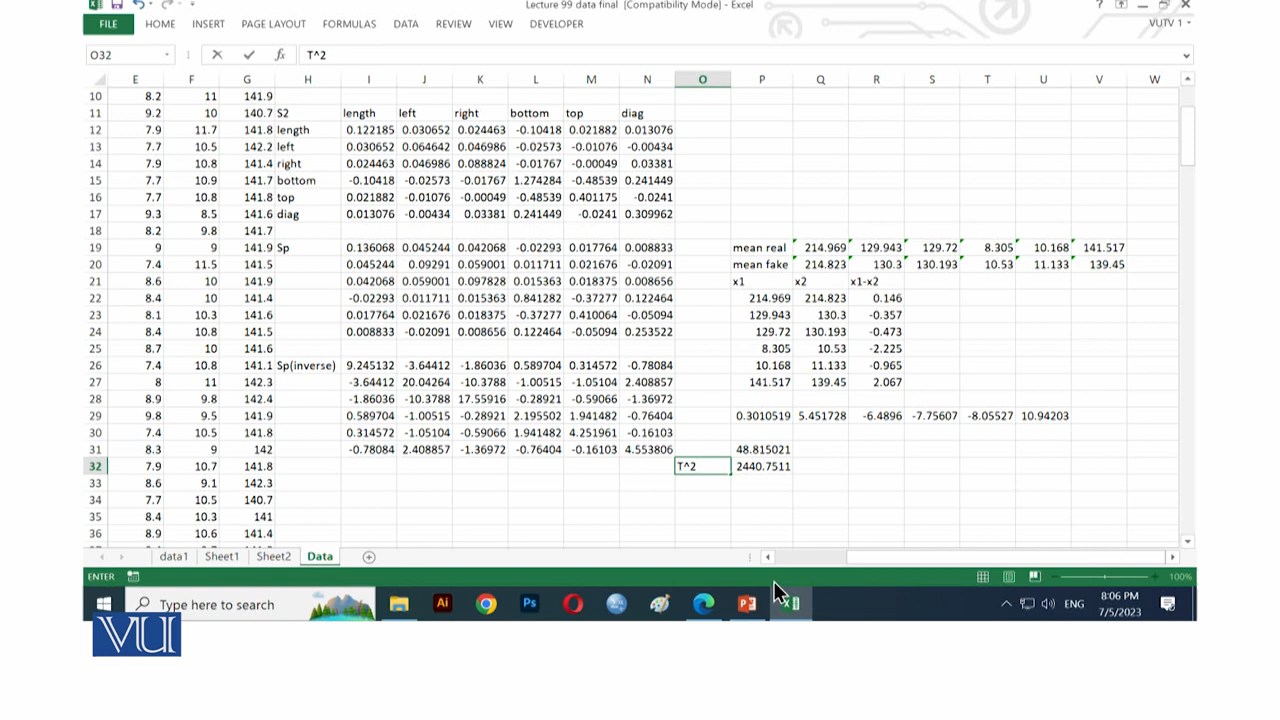 Lecture 99 data final [Compatibility Mode] - Excel
FILE HOME INSERT PAGE LAYOUT FORMULAS DATA REVIEW VIEW DEVELOPER VUTV 1
O32 T^2
E F G H I J K L M N O P Q R S T U V W
10 8.2 11 141.9
11 9.2 10 140.7 S2 length left right bottom top diag
12 7.9 11.7 141.8 length 0.122185 0.030652 0.024463 -0.10418 0.021882 0.013076
13 7.7 10.5 142.2 left 0.030652 0.064642 0.046986 -0.02573 -0.01076 -0.00434
14 7.9 10.8 141.4 right 0.024463 0.046986 0.088824 -0.01767 -0.00049 0.03381
15 7.7 10.9 141.7 bottom -0.10418 -0.02573 -0.01767 1.274284 -0.48539 0.241449
16 7.7 10.8 141.8 top 0.021882 -0.01076 -0.00049 -0.48539 0.401175 -0.0241
17 9.3 8.5 141.6 diag 0.013076 -0.00434 0.03381 0.241449 -0.0241 0.309962
18 8.2 9.8 141.7
19 9 9 141.9 Sp 0.136068 0.045244 0.042068 -0.02293 0.017764 0.008833 mean real 214.969 129.943 129.72 8.305 10.168 141.517
20 7.4 11.5 141.5 0.045244 0.09291 0.059001 0.011711 0.021676 -0.02091 mean fake 214.823 130.3 130.193 10.53 11.133 139.45
21 8.6 10 141.9 0.042068 0.059001 0.097828 0.015363 0.018375 0.008656 x1 x2 x1-x2
22 8.4 10 141.4 -0.02293 0.011711 0.015363 0.841282 -0.37277 0.122464 214.969 214.823 0.146
23 8.1 10.3 141.6 0.017764 0.021676 0.018375 -0.37277 0.410064 -0.05094 129.943 130.3 -0.357
24 8.4 10.8 141.5 0.008833 -0.02091 0.008656 0.122464 -0.05094 0.253522 129.72 130.193 -0.473
25 8.7 10 141.6 8.305 10.53 -2.225
26 7.4 10.8 141.1 Sp(inverse) 9.245132 -3.64412 -1.86036 0.589704 0.314572 -0.78084 10.168 11.133 -0.965
27 8 11 142.3 -3.64412 20.04264 -10.3788 -1.00515 -1.05104 2.408857 141.517 139.45 2.067
28 8.9 9.8 142.4 -1.86036 -10.3788 17.55916 -0.28921 -0.59066 -1.36972
29 9.8 9.5 141.9 0.589704 -1.00515 -0.28921 2.195502 1.941482 -0.76404 0.3010519 5.451728 -6.4896 -7.75607 -8.05527 10.94203
30 7.4 10.5 141.8 0.314572 -1.05104 -0.59066 1.941482 4.251961 -0.16103
31 8.3 9 142 -0.78084 2.408857 -1.36972 -0.76404 -0.16103 4.553806 48.815021
32 7.9 10.7 141.8 T^2 2440.7511
33 8.6 9.1 142.3
34 7.7 10.5 140.7
35 8.4 10.3 141
36 8.9 10.6 141.4
data1 Sheet1 Sheet2 Data
ENTER 100%
Type here to search ENG 8:06 PM
7/5/2023
VUI